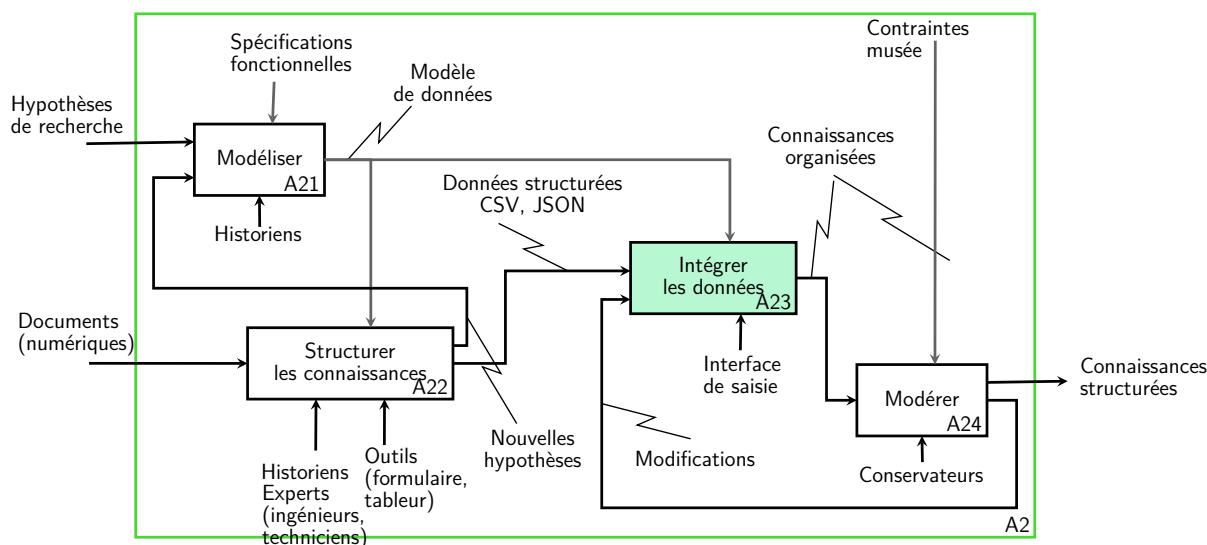 Spécifications
fonctionnelles
Contraintes
musée
Modèle
de données
Hypothèses
de recherche
Modéliser
A21
Connaissances
organisées
Données structurées
CSV, JSON
Historiens
Intégrer
les données
A23
Documents
(numériques)
Structurer
les connaissances
A22
Interface
de saisie
Connaissances
structurées
Modérer
A24
Nouvelles
hypothèses
Modifications
Outils
(formulaire,
tableur)
Historiens
Experts
(ingénieurs,
techniciens)
Conservateurs
A2